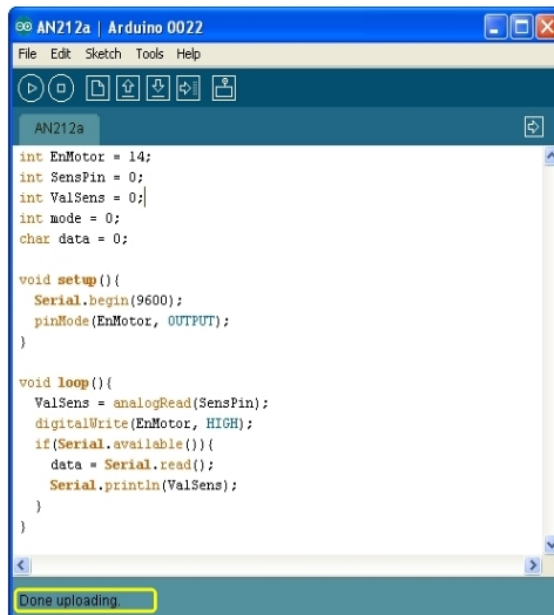 AN212a | Arduino 0022
File Edit Sketch Tools Help
AN212a
int EnMotor = 14;
int SensPin = 0;
int ValSens = 0;
int mode = 0;
char data = 0;
void setup(){
Serial.begin(9600);
pinMode(EnMotor, OUTPUT);
}
void loop(){
ValSens = analogRead(SensPin);
digitalWrite(EnMotor, HIGH);
if(Serial.available()){
data = Serial.read();
Serial.println(ValSens);
}
}
Done uploading.